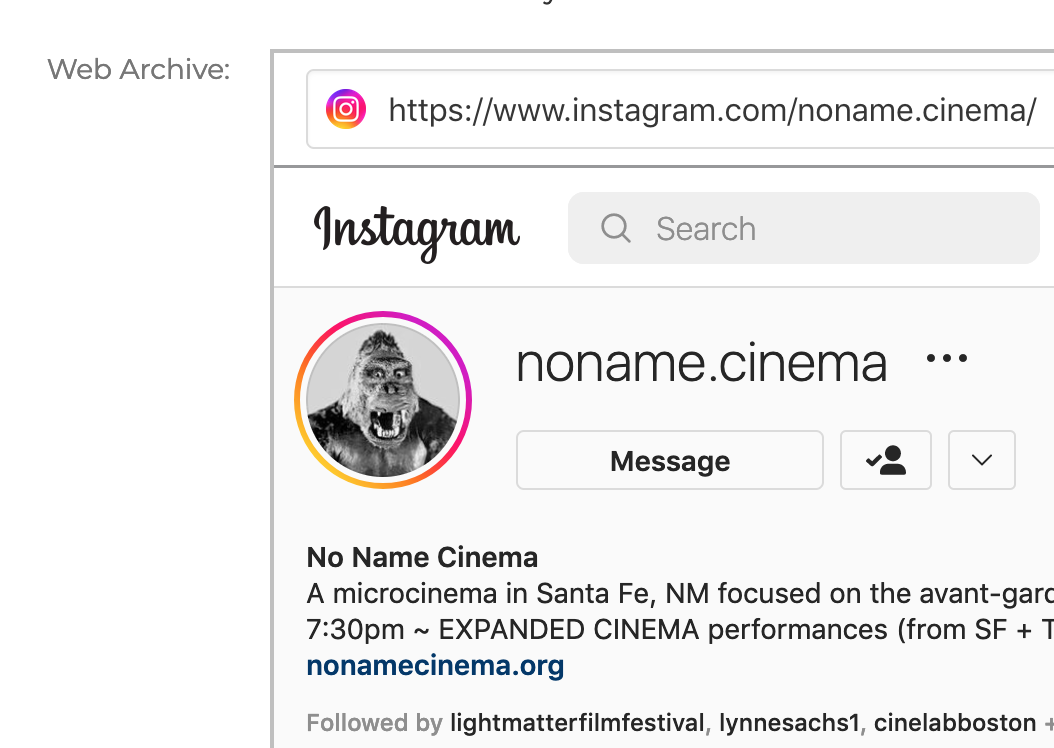 Web Archive:
https://www.instagram.com/noname.cinema/
Instagram
Search
noname.cinema ...
Message
No Name Cinema
A microcinema in Santa Fe, NM focused on the
7:30pm ~ EXPANDED CINEMA performances (from SF +
nonamecinema.org
Followed by lightmatterfilmfestival, lynnesachs1, cinelabboston +